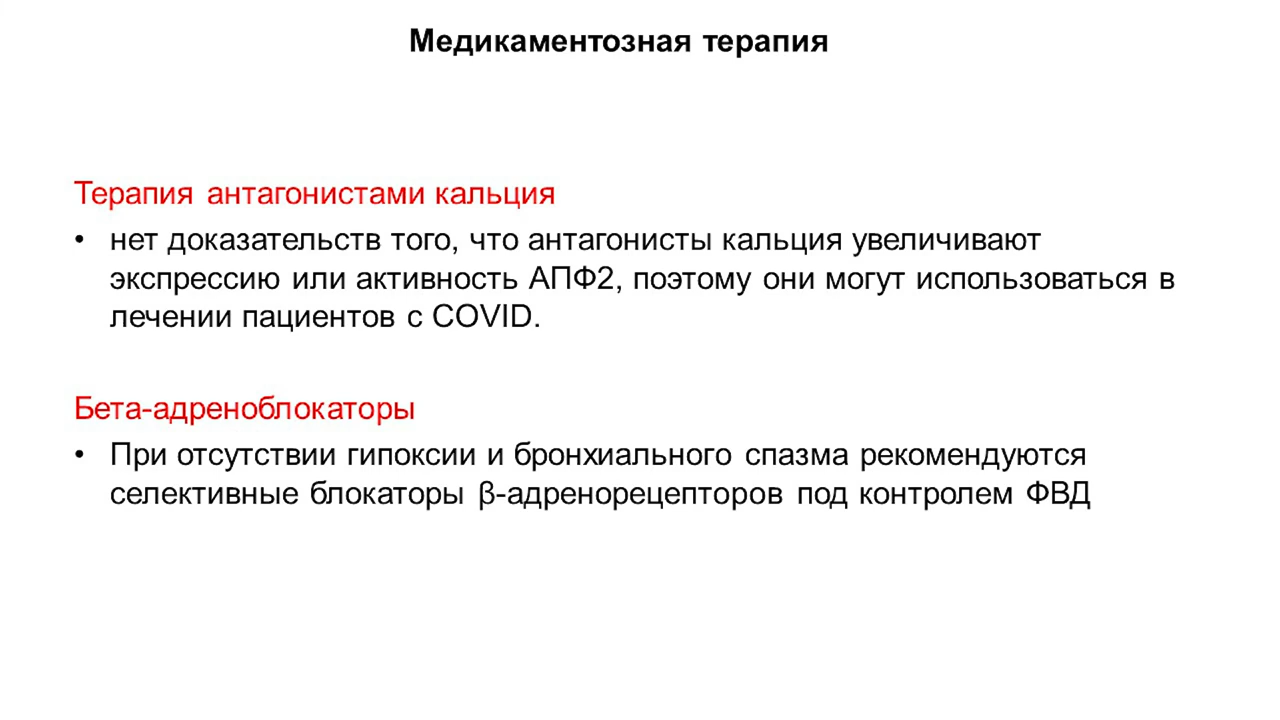 Медикаментозная терапия
Терапия антагонистами кальция
• нет доказательств того, что антагонисты кальция увеличивают
экспрессию или активность АПФ2, поэтому они могут использоваться в
лечении пациентов с COVID.
Бета-адреноблокаторы
• При отсутствии гипоксии и бронхиального спазма рекомендуются
селективные блокаторы β-адренорецепторов под контролем ФВД